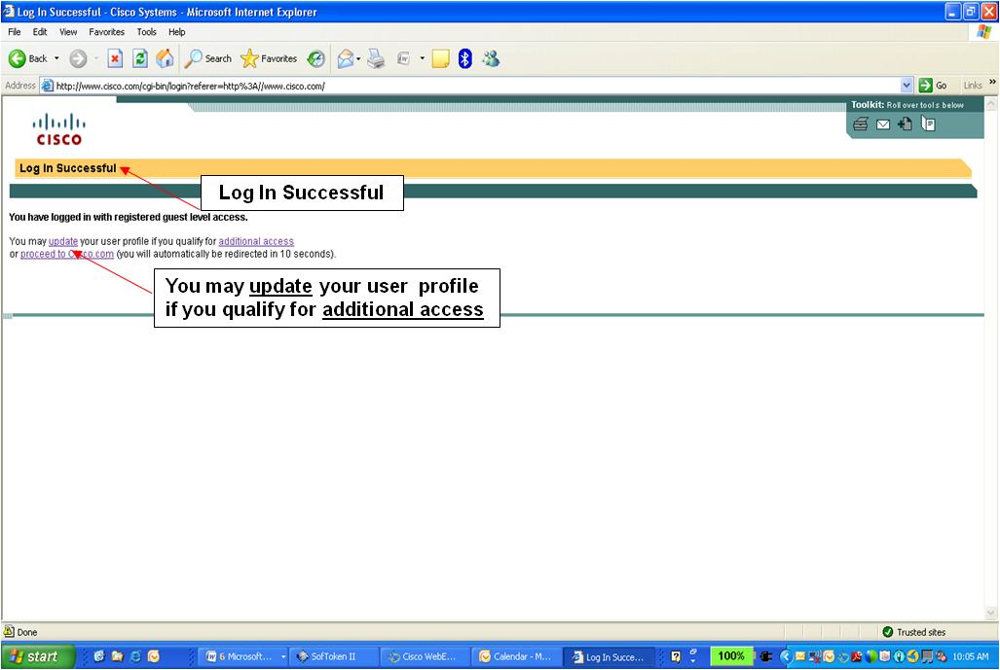 Log In Successful - Cisco Systems - Microsoft Internet Explorer
File Edit View Favorites Tools Help
Back Search Favorites
Address http://www.cisco.com/cgi-bin/login?referer=http%3A//www.cisco.com/ Go Links »
Toolkit: Roll over tools below
CISCO
Log In Successful
Log In Successful
You have logged in with registered guest level access.
You may update your user profile if you qualify for additional access
or proceed to Cisco.com (you will automatically be redirected in 10 seconds).
You may update your user profile
if you qualify for additional access
Done Trusted sites
start 6 Microsoft... SofToken II Cisco WebE... Calendar - M... Log In Succe... 100% 10:05 AM